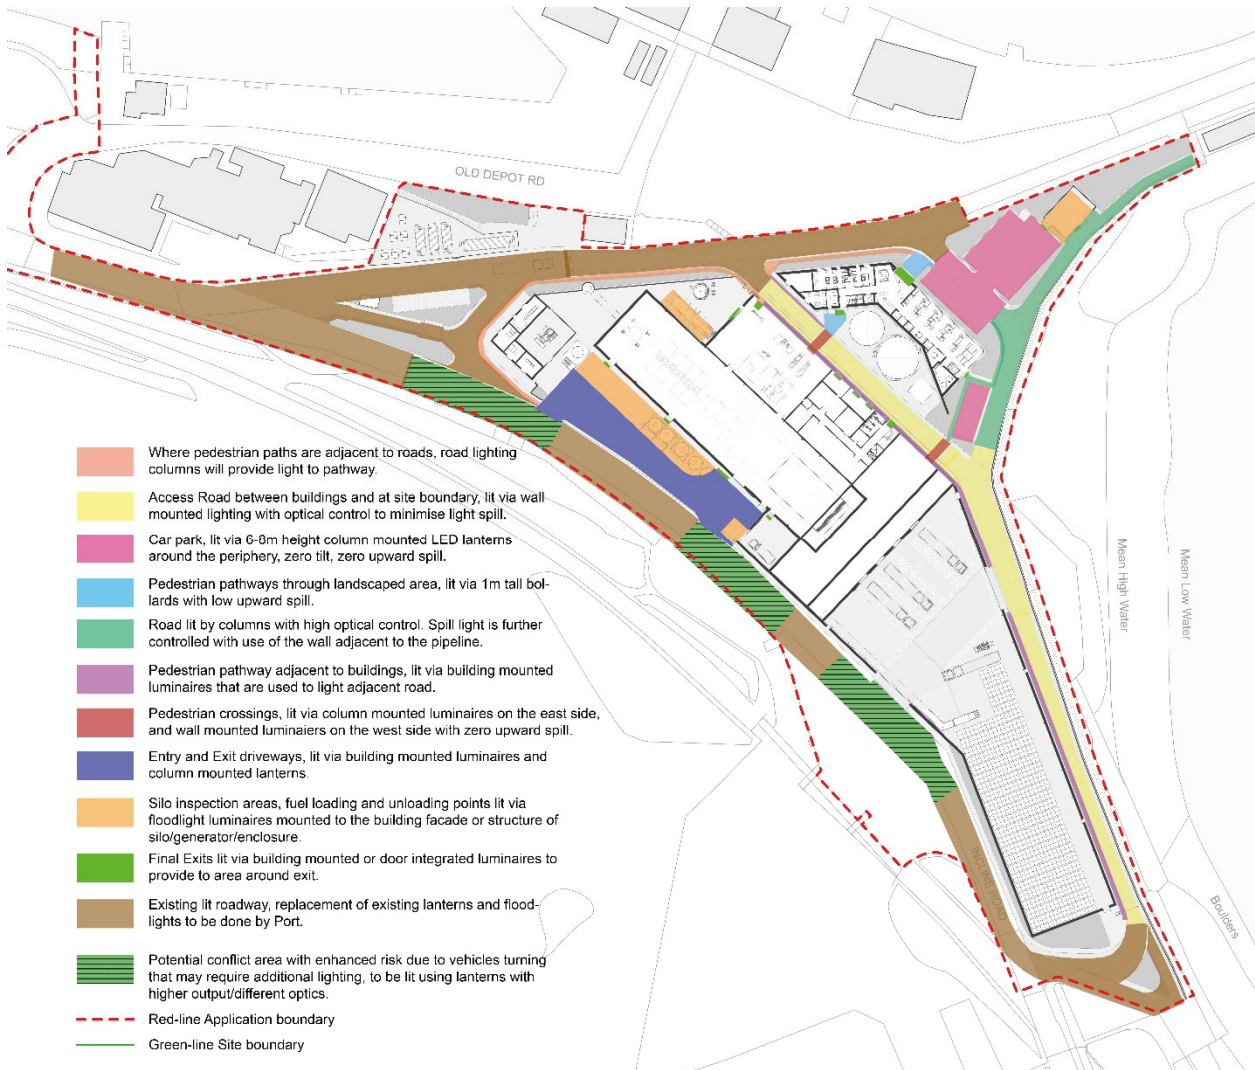 OLD DEPOT RD
Where pedestrian paths are adjacent to roads, road lighting
columns will provide light to pathway.
Access Road between buildings and at site boundary, lit via wall
mounted lighting with optical control to minimise light spill.
Car park, lit via 6-8m height column mounted LED lanterns
around the periphery, zero tilt, zero upward spill.
Pedestrian pathways through landscaped area, lit via 1m tall bol-
lards with low upward spill.
Road lit by columns with high optical control. Spill light is further
controlled with use of the wall adjacent to the pipeline.
Pedestrian pathway adjacent to buildings, lit via building mounted
luminaires that are used to light adjacent road.
Pedestrian crossings, lit via column mounted luminaires on the east side,
and wall mounted luminaiers on the west side with zero upward spill.
Entry and Exit driveways, lit via building mounted luminaires and
column mounted lanterns.
Silo inspection areas, fuel loading and unloading points lit via
floodlight luminaires mounted to the building facade or structure of
silo/generator/enclosure.
Final Exits lit via building mounted or door integrated luminaires to
provide to area around exit.
Existing lit roadway, replacement of existing lanterns and flood-
lights to be done by Port.
Potential conflict area with enhanced risk due to vehicles turning
that may require additional lighting, to be lit using lanterns with
higher output/different optics.
Red-line Application boundary
Green-line Site boundary
Mean High Water
Mean Low Water
INCLINE ROAD
Boulders